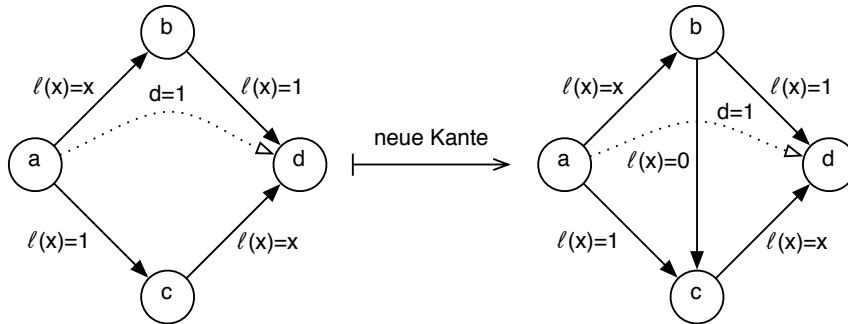 b
ℓ(x)=x
ℓ(x)=1
d=1
a
d
ℓ(x)=1
ℓ(x)=x
c
neue Kante
b
ℓ(x)=x
ℓ(x)=1
d=1
a
ℓ(x)=0
d
ℓ(x)=1
ℓ(x)=x
c